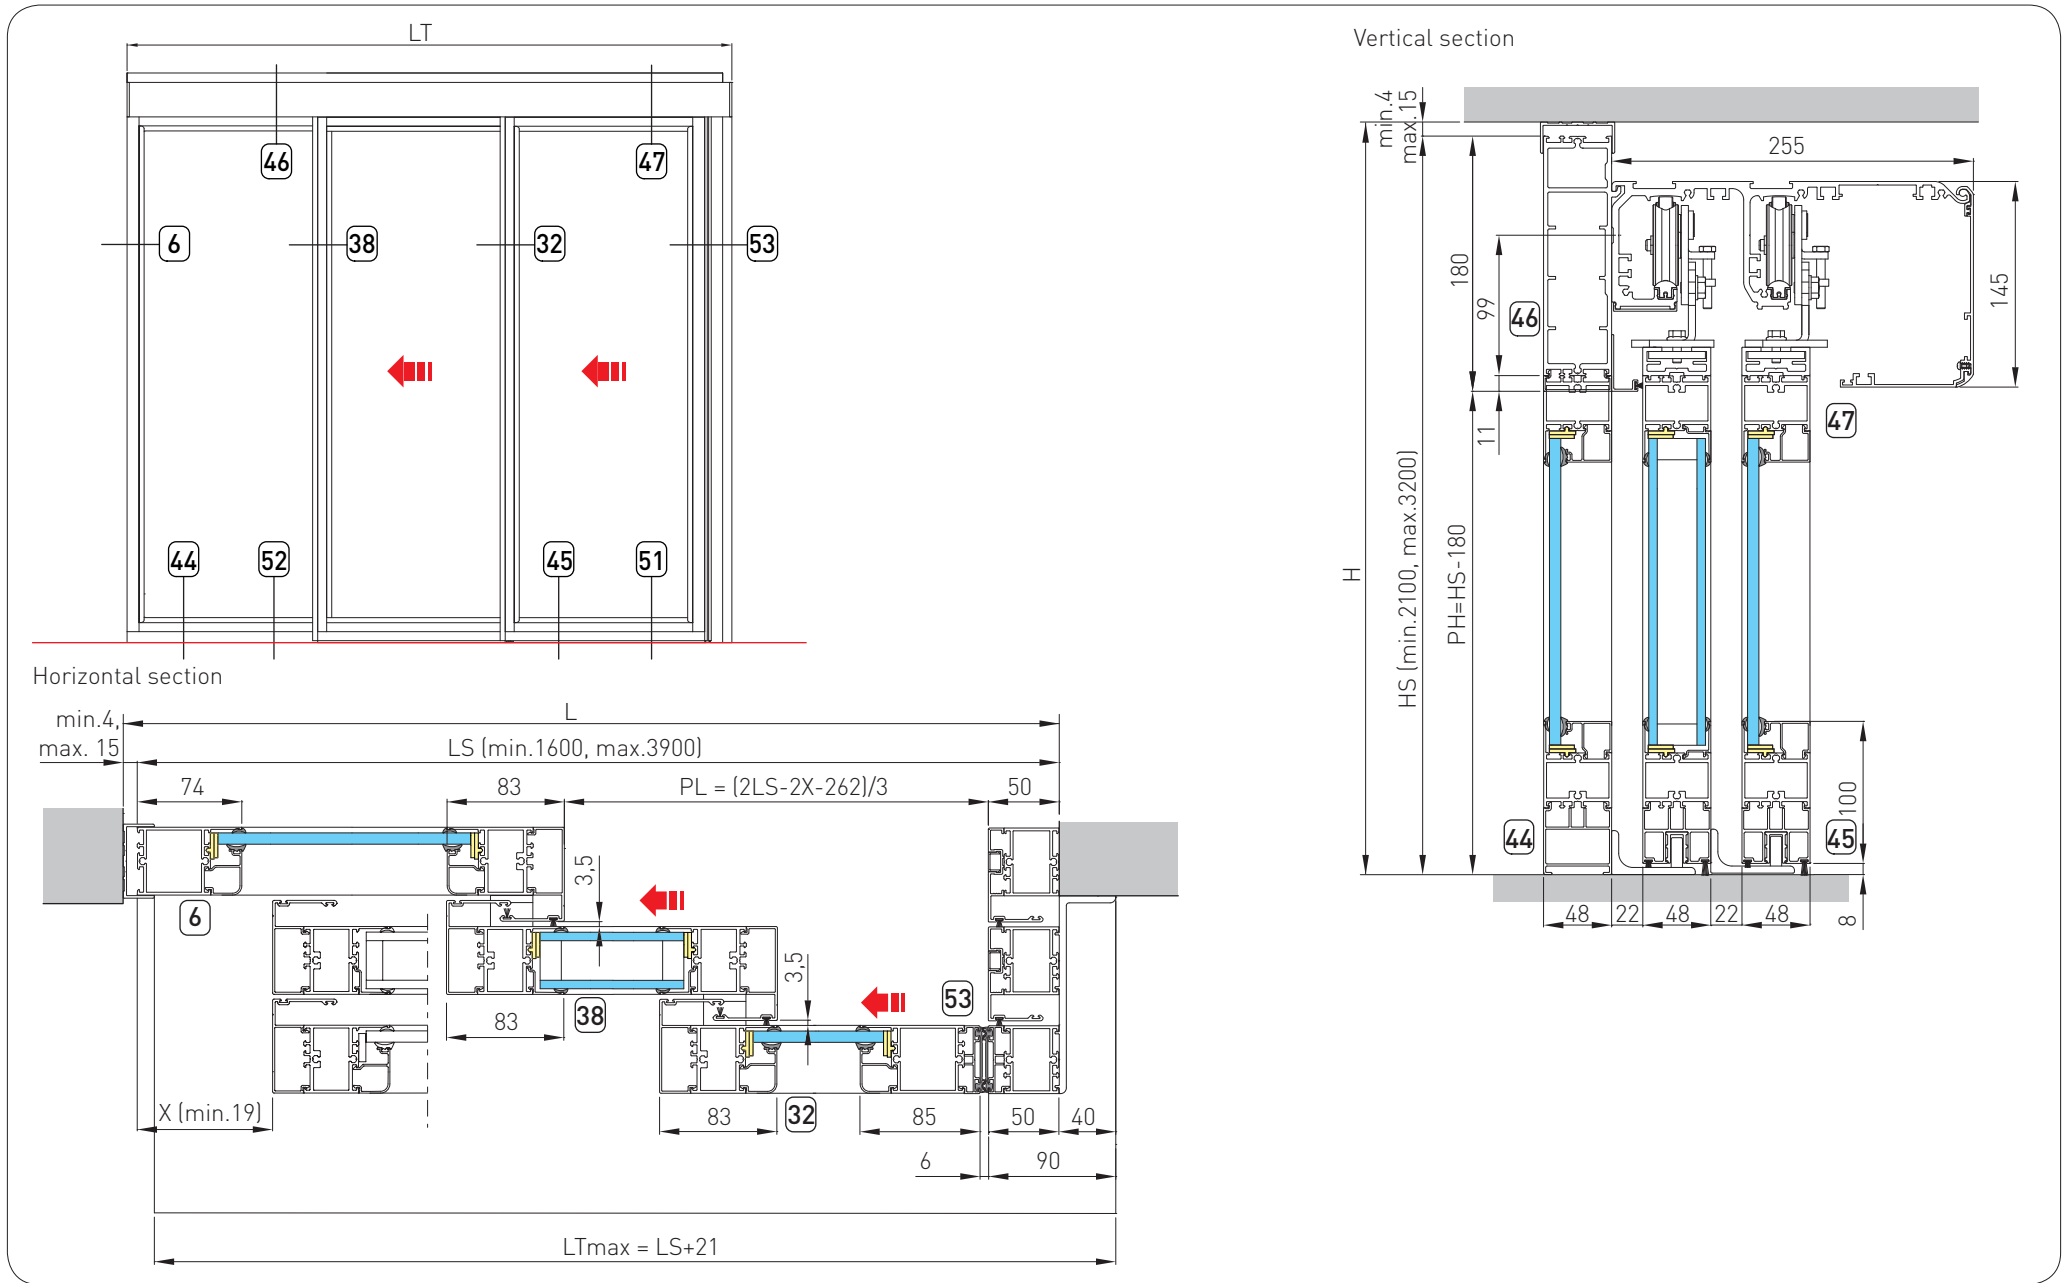 LT
46
47
6
38
32
53
44
52
45
51
Horizontal section
min.4,
max. 15
L
LS (min.1600, max.3900)
74
83
PL = (2LS-2X-262)/3
50
3,5
6
38
83
3,5
53
X (min.19)
83
32
85
50
40
6
90
LTmax = LS+21
Vertical section
min.4
max.15
255
180
99
145
46
11
47
H
HS (min.2100, max.3200)
PH=HS-180
100
44
45
48
22
48
22
48
8